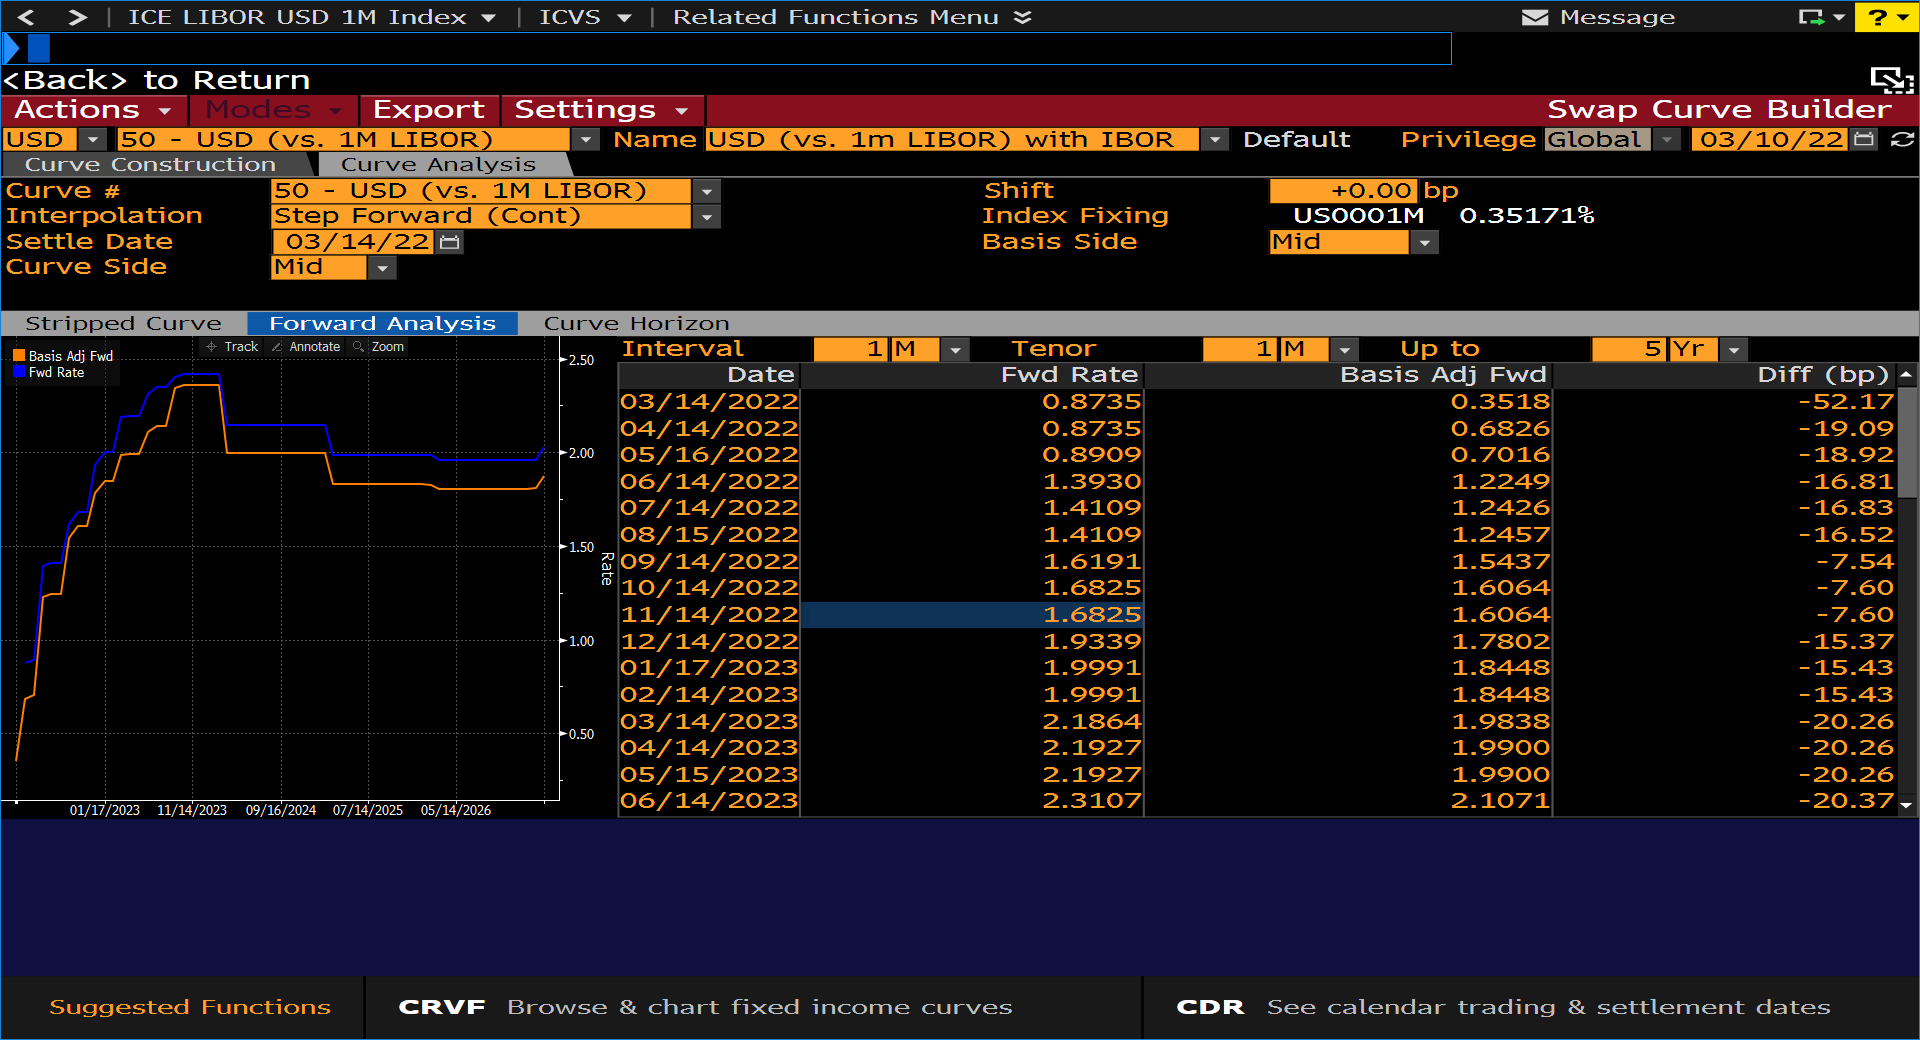 ICE LIBOR USD 1M Index | ICVS | Related Functions Menu Message ?
<Back> to Return
Actions Modes Export Settings Swap Curve Builder
USD 50 - USD (vs. 1M LIBOR) Name USD (vs. 1m LIBOR) with IBOR Default Privilege Global 03/10/22
Curve Construction Curve Analysis
Curve # 50 - USD (vs. 1M LIBOR) Shift +0.00 bp
Interpolation Step Forward (Cont) Index Fixing US0001M 0.35171%
Settle Date 03/14/22 Basis Side Mid
Curve Side Mid
Stripped Curve Forward Analysis Curve Horizon
Track Annotate Zoom
Basis Adj Fwd
Fwd Rate
2.50
2.00
1.50
1.00
0.50
Rate
01/17/2023 11/14/2023 09/16/2024 07/14/2025 05/14/2026
Interval 1 M Tenor 1 M Up to 5 Yr
Date Fwd Rate Basis Adj Fwd Diff (bp)
03/14/2022 0.8735 0.3518 -52.17
04/14/2022 0.8735 0.6826 -19.09
05/16/2022 0.8909 0.7016 -18.92
06/14/2022 1.3930 1.2249 -16.81
07/14/2022 1.4109 1.2426 -16.83
08/15/2022 1.4109 1.2457 -16.52
09/14/2022 1.6191 1.5437 -7.54
10/14/2022 1.6825 1.6064 -7.60
11/14/2022 1.6825 1.6064 -7.60
12/14/2022 1.9339 1.7802 -15.37
01/17/2023 1.9991 1.8448 -15.43
02/14/2023 1.9991 1.8448 -15.43
03/14/2023 2.1864 1.9838 -20.26
04/14/2023 2.1927 1.9900 -20.26
05/15/2023 2.1927 1.9900 -20.26
06/14/2023 2.3107 2.1071 -20.37
Suggested Functions CRVF Browse & chart fixed income curves CDR See calendar trading & settlement dates